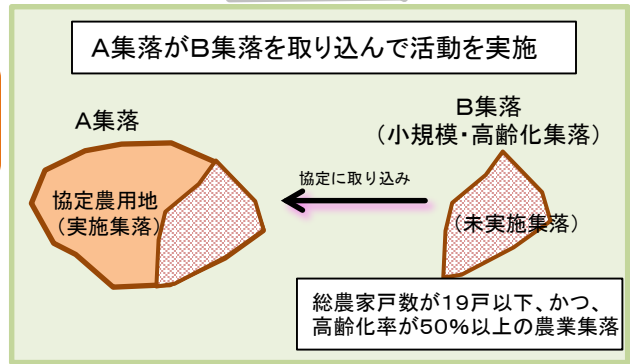 A集落がB集落を取り込んで活動を実施
A集落
B集落
(小規模・高齢化集落)
協定に取り込み
協定農用地
(実施集落)
(未実施集落)
総農家戸数が19戸以下、かつ、
高齢化率が50%以上の農業集落